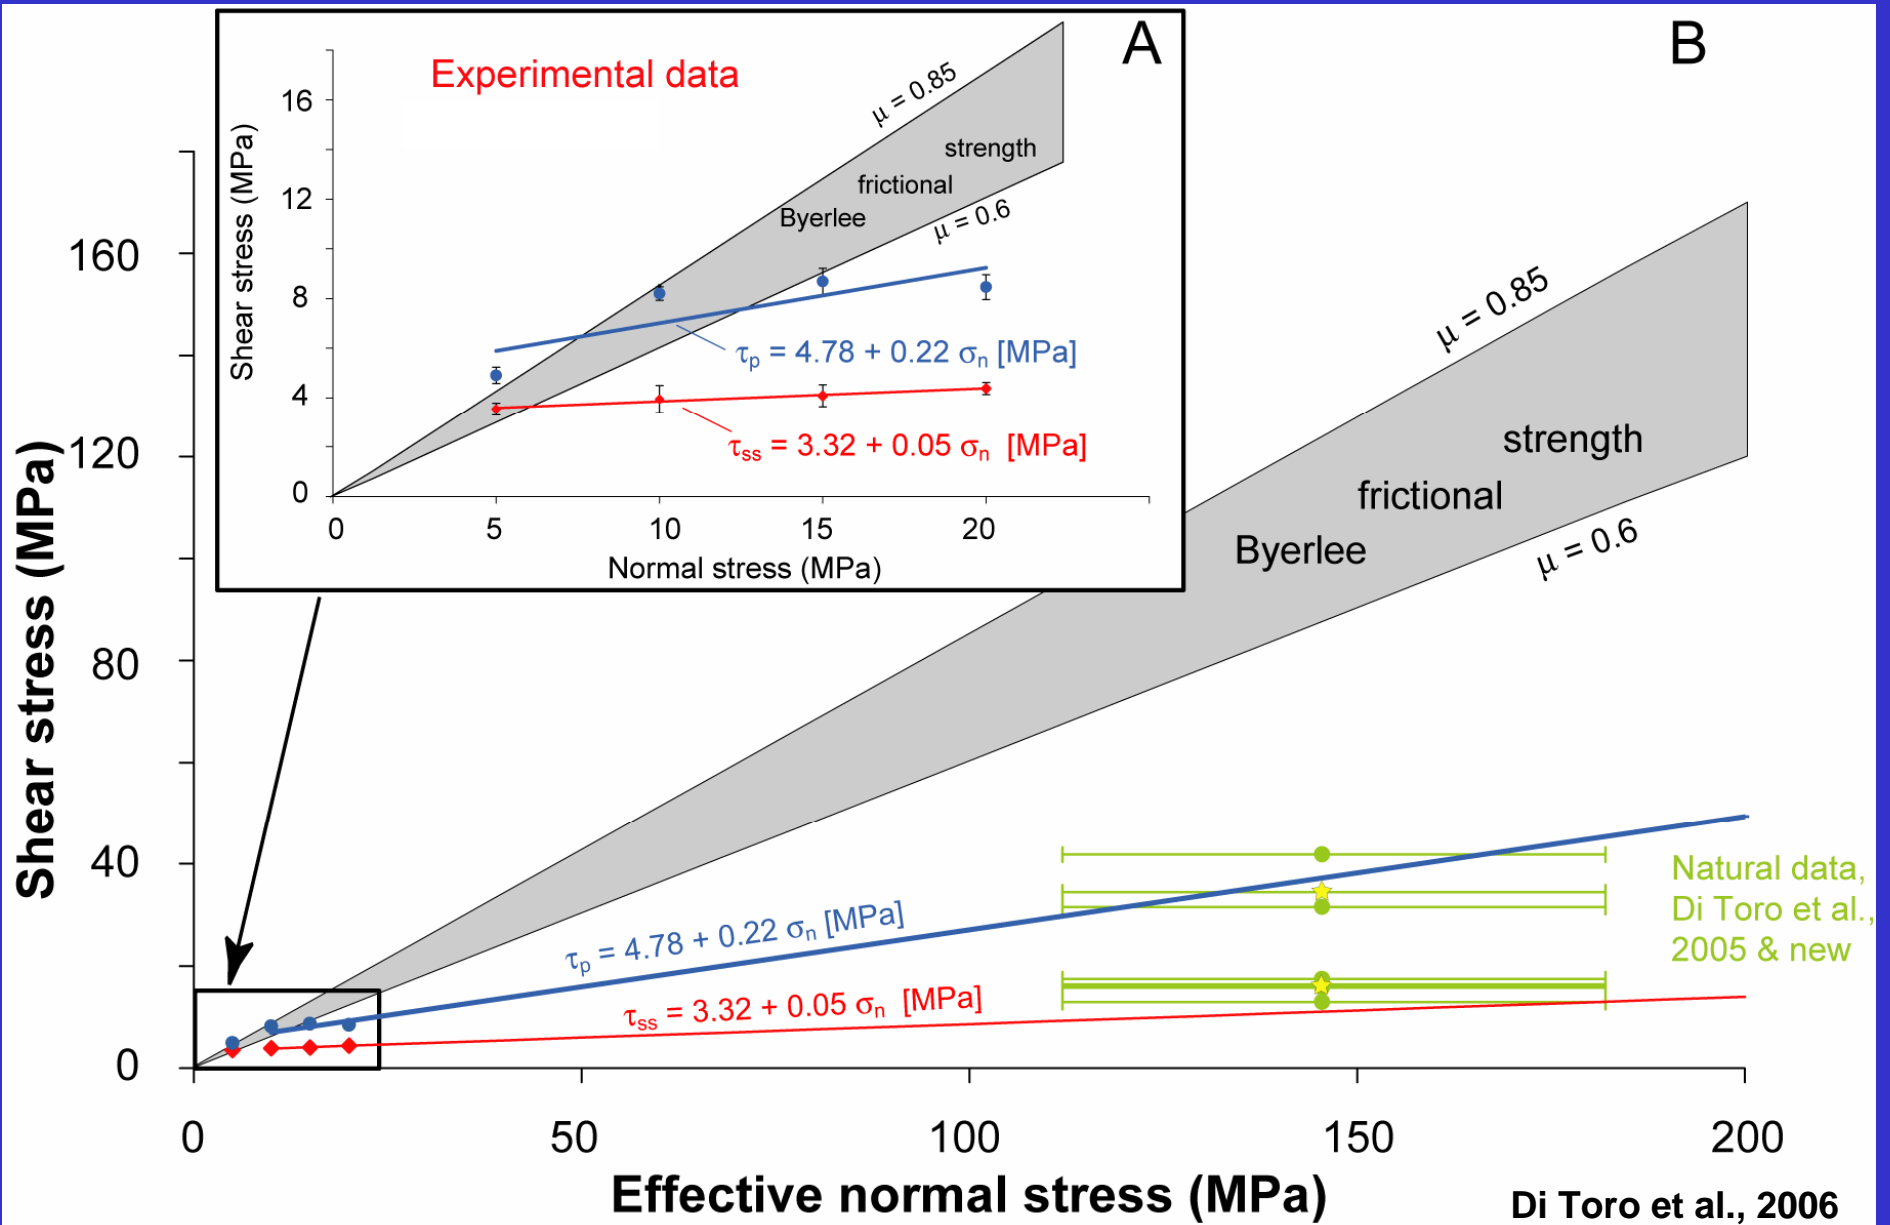 A
B
Experimental data
Shear stress (MPa)
16
12
8
4
0
0 5 10 15 20
Normal stress (MPa)
μ = 0.85
strength
frictional
Byerlee
μ = 0.6
τp = 4.78 + 0.22 σn [MPa]
τss = 3.32 + 0.05 σn [MPa]
Shear stress (MPa)
160
120
80
40
0
μ = 0.85
strength
frictional
Byerlee
μ = 0.6
τp = 4.78 + 0.22 σn [MPa]
τss = 3.32 + 0.05 σn [MPa]
Natural data,
Di Toro et al.,
2005 & new
0 50 100 150 200
Effective normal stress (MPa)
Di Toro et al., 2006